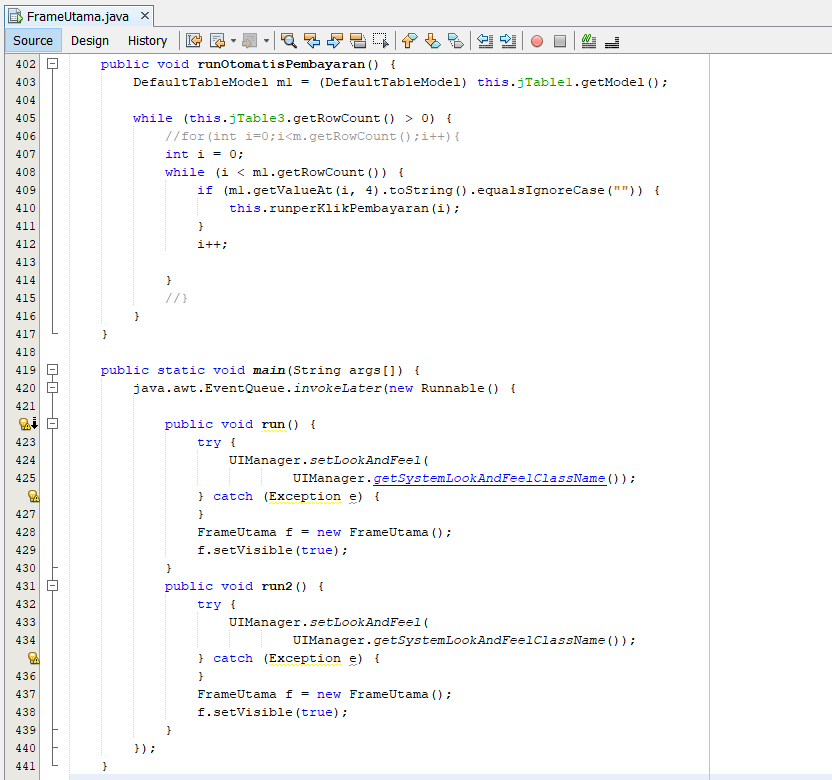 FrameUtama.java
Source Design History
402 public void runOtomatisPembayaran() {
403 DefaultTableModel m1 = (DefaultTableModel) this.jTable1.getModel();
404
405 while (this.jTable3.getRowCount() > 0) {
406 //for(int i=0;i<m.getRowCount();i++){
407 int i = 0;
408 while (i < m1.getRowCount()) {
409 if (m1.getValueAt(i, 4).toString().equalsIgnoreCase("")) {
410 this.runperKlikPembayaran(i);
411 }
412 i++;
413
414 }
415 //}
416 }
417 }
418
419 public static void main(String args[]) {
420 java.awt.EventQueue.invokeLater(new Runnable() {
421
public void run() {
423 try {
424 UIManager.setLookAndFeel(
425 UIManager.getSystemLookAndFeelClassName());
} catch (Exception e) {
427 }
428 FrameUtama f = new FrameUtama();
429 f.setVisible(true);
430 }
431 public void run2() {
432 try {
433 UIManager.setLookAndFeel(
434 UIManager.getSystemLookAndFeelClassName());
} catch (Exception e) {
436 }
437 FrameUtama f = new FrameUtama();
438 f.setVisible(true);
439 }
440 });
441 }